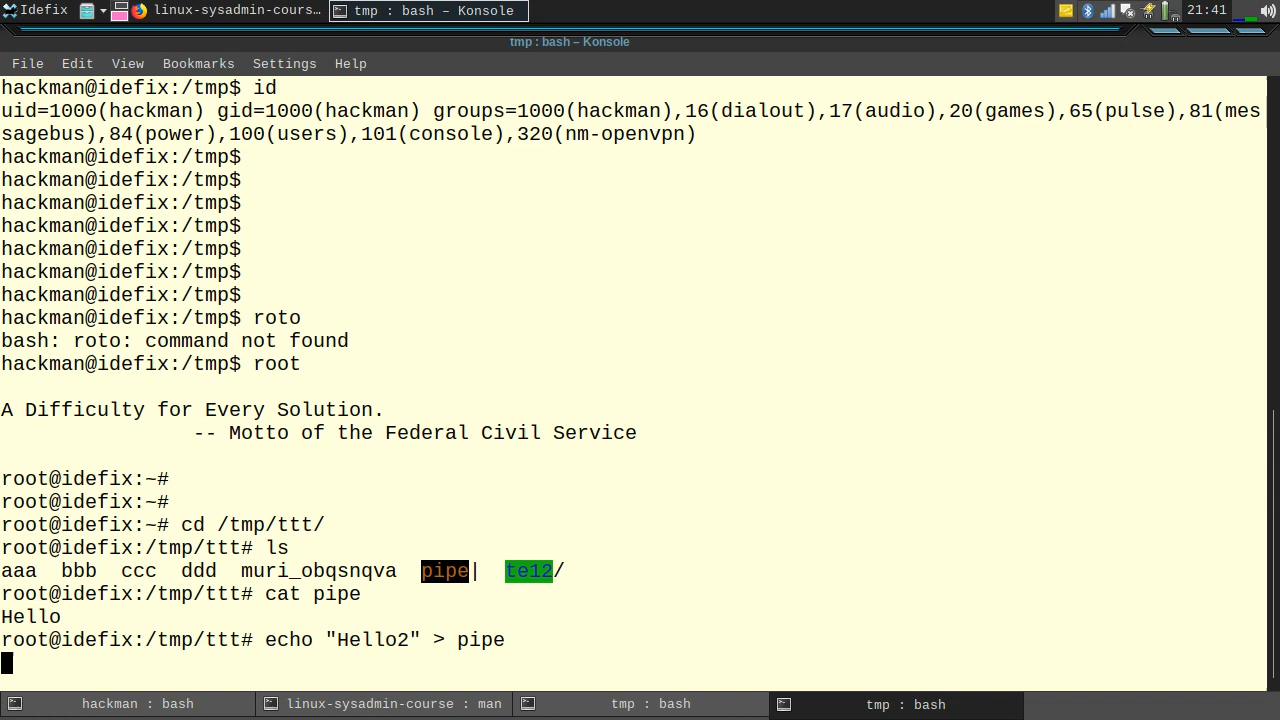 Idefix linux-sysadmin-cours… tmp : bash – Konsole 21:41
tmp : bash – Konsole
File Edit View Bookmarks Settings Help
hackman@idefix:/tmp$ id
uid=1000(hackman) gid=1000(hackman) groups=1000(hackman),16(dialout),17(audio),20(games),65(pulse),81(mes
sagebus),84(power),100(users),101(console),320(nm-openvpn)
hackman@idefix:/tmp$
hackman@idefix:/tmp$
hackman@idefix:/tmp$
hackman@idefix:/tmp$
hackman@idefix:/tmp$
hackman@idefix:/tmp$
hackman@idefix:/tmp$
hackman@idefix:/tmp$ roto
bash: roto: command not found
hackman@idefix:/tmp$ root
A Difficulty for Every Solution.
-- Motto of the Federal Civil Service
root@idefix:~#
root@idefix:~#
root@idefix:~# cd /tmp/ttt/
root@idefix:/tmp/ttt# ls
aaa bbb ccc ddd muri_obqsnqva pipe| te12/
root@idefix:/tmp/ttt# cat pipe
Hello
root@idefix:/tmp/ttt# echo "Hello2" > pipe
hackman : bash linux-sysadmin-course : man tmp : bash tmp : bash